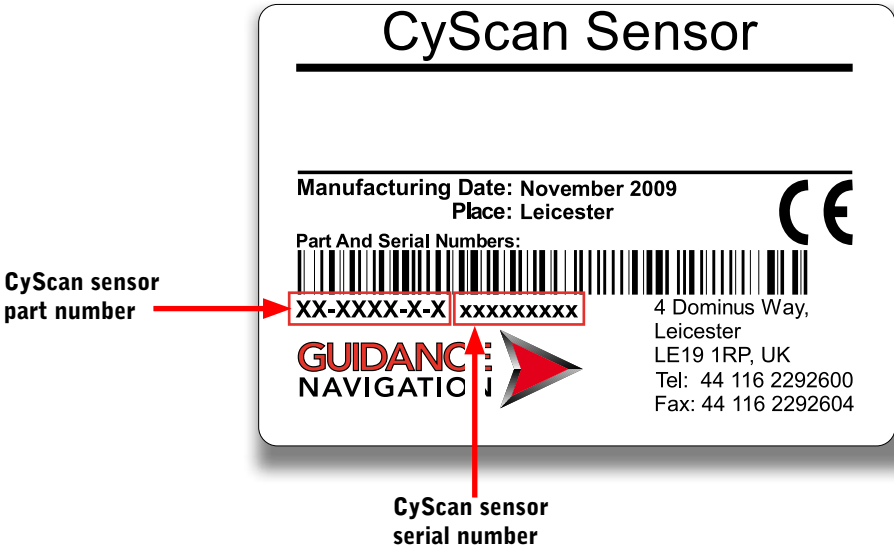 CyScan Sensor
Manufacturing Date: November 2009
Place: Leicester
CE
Part And Serial Numbers:
CyScan sensor
part number
XX-XXXX-X-X xxxxxxxxx
4 Dominus Way,
Leicester
LE19 1RP, UK
Tel: 44 116 2292600
Fax: 44 116 2292604
GUIDANCE
NAVIGATION
CyScan sensor
serial number